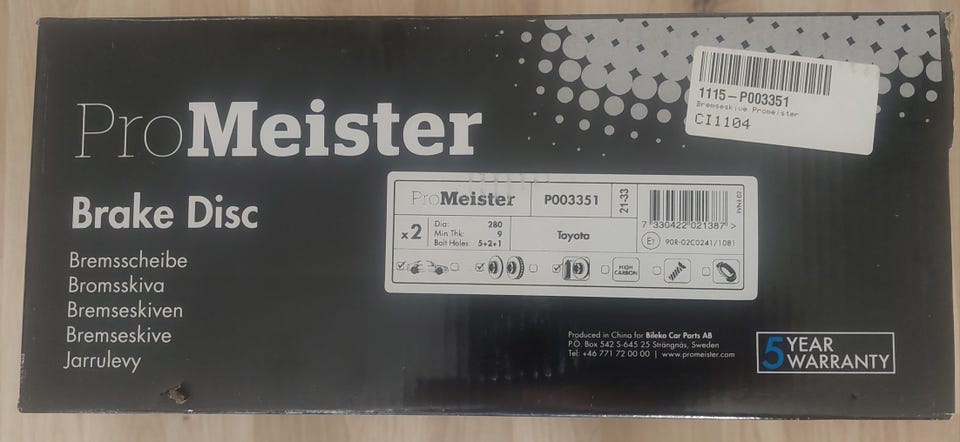 ProMeister
1115-P003351
Bremseskive Promeister
CI1104
Brake Disc
Bremsscheibe
Bromsskiva
Bremseskiven
Bremseskive
Jarrulevy
ProMeister
P003351
21-33
7 330422 021387 >
x2
Dia: 280
Min Thk: 9
Bolt Holes: 5+2+1
Toyota
E1
90R-02C0241/1081
HIGH CARBON
Produced in China for Bileko Car Parts AB
P.O. Box 542 S-645 25 Strängnäs, Sweden
Tel: +46 771 72 00 00 | www.promeister.com
5 YEAR
WARRANTY